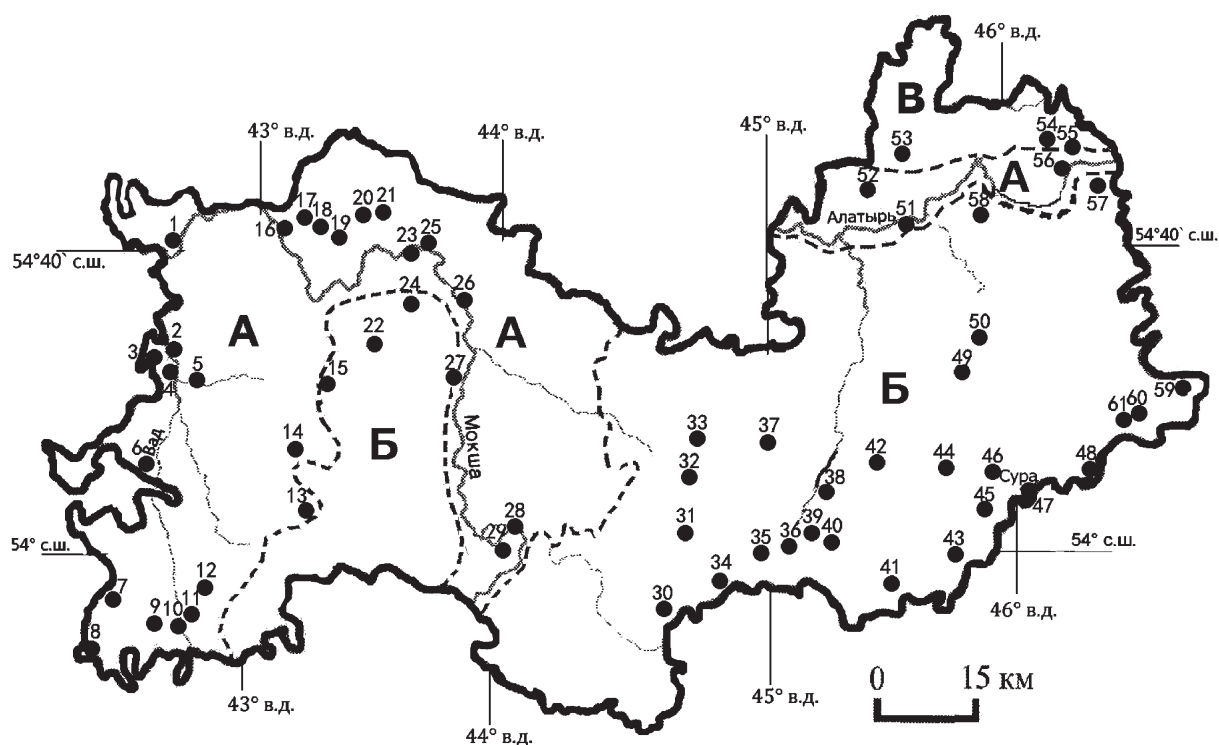 46° в.д.
В
43° в.д.
44° в.д.
45° в.д.
53
54
55
56
А
57
52
Алатырь
51
58
1
17
18
19
20
21
16
23
25
54°40` с.ш.
54°40` с.ш.
24
26
А
А
22
2
3
4
5
15
27
50
49
Б
59
61
60
Мокша
14
Б
33
37
6
Вад
32
42
44
46
Сура
48
38
45
47
13
28
29
31
39
40
35
36
43
54° с.ш.
54° с.ш.
34
41
12
7
9
10
11
30
8
46° в.д.
43° в.д.
44° в.д.
45° в.д.
0
15 км